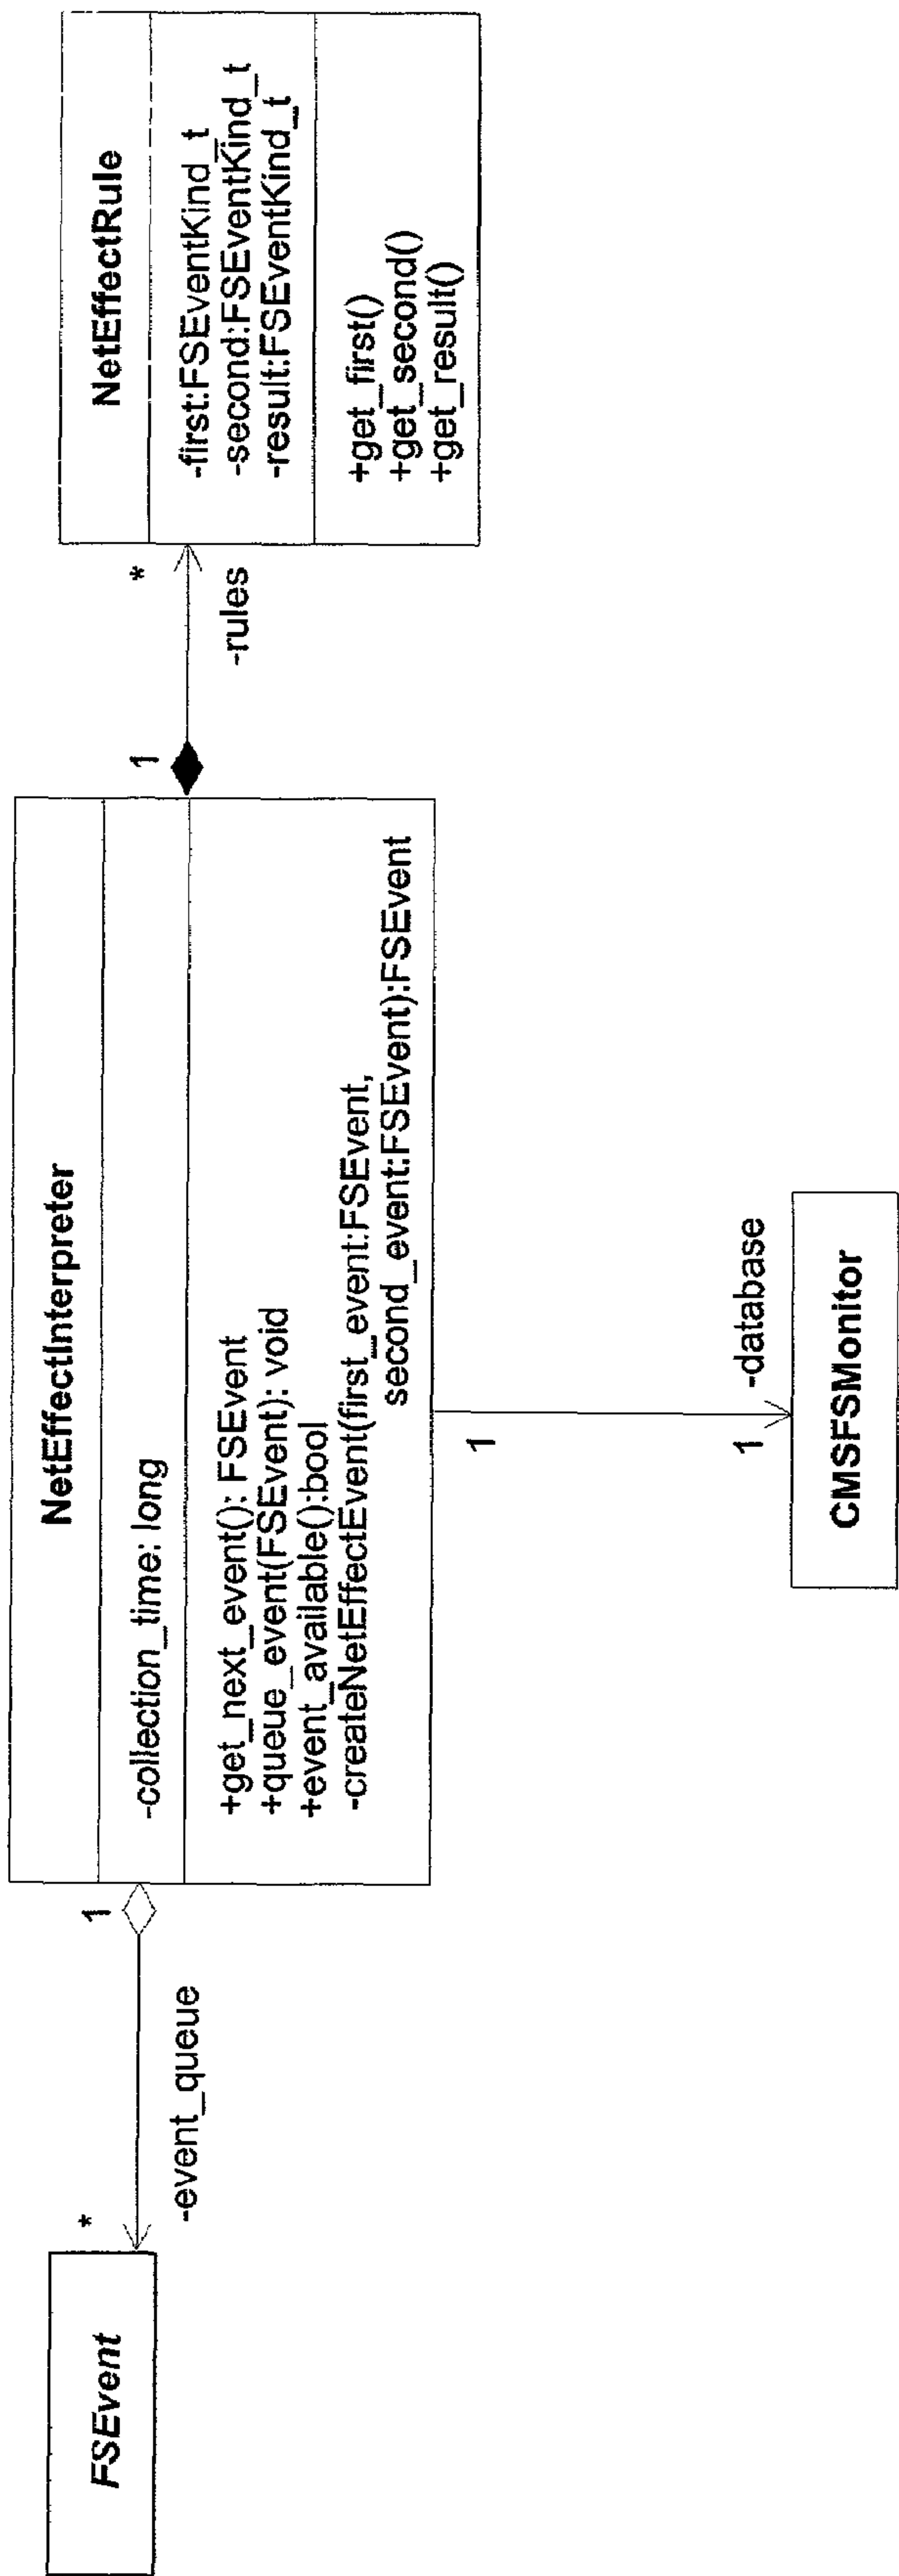 FSEvent
*
-event_queue
1
NetEffectInterpreter
-collection_time: long
+get_next_event(): FSEvent
+queue_event(FSEvent): void
+event_available():bool
-createNetEffectEvent(first_event:FSEvent,
second_event:FSEvent):FSEvent
1
-rules
*
NetEffectRule
-first:FSEventKind_t
-second:FSEventKind_t
-result:FSEventKind_t
+get_first()
+get_second()
+get_result()
1
1
-database
CMSFSMonitor